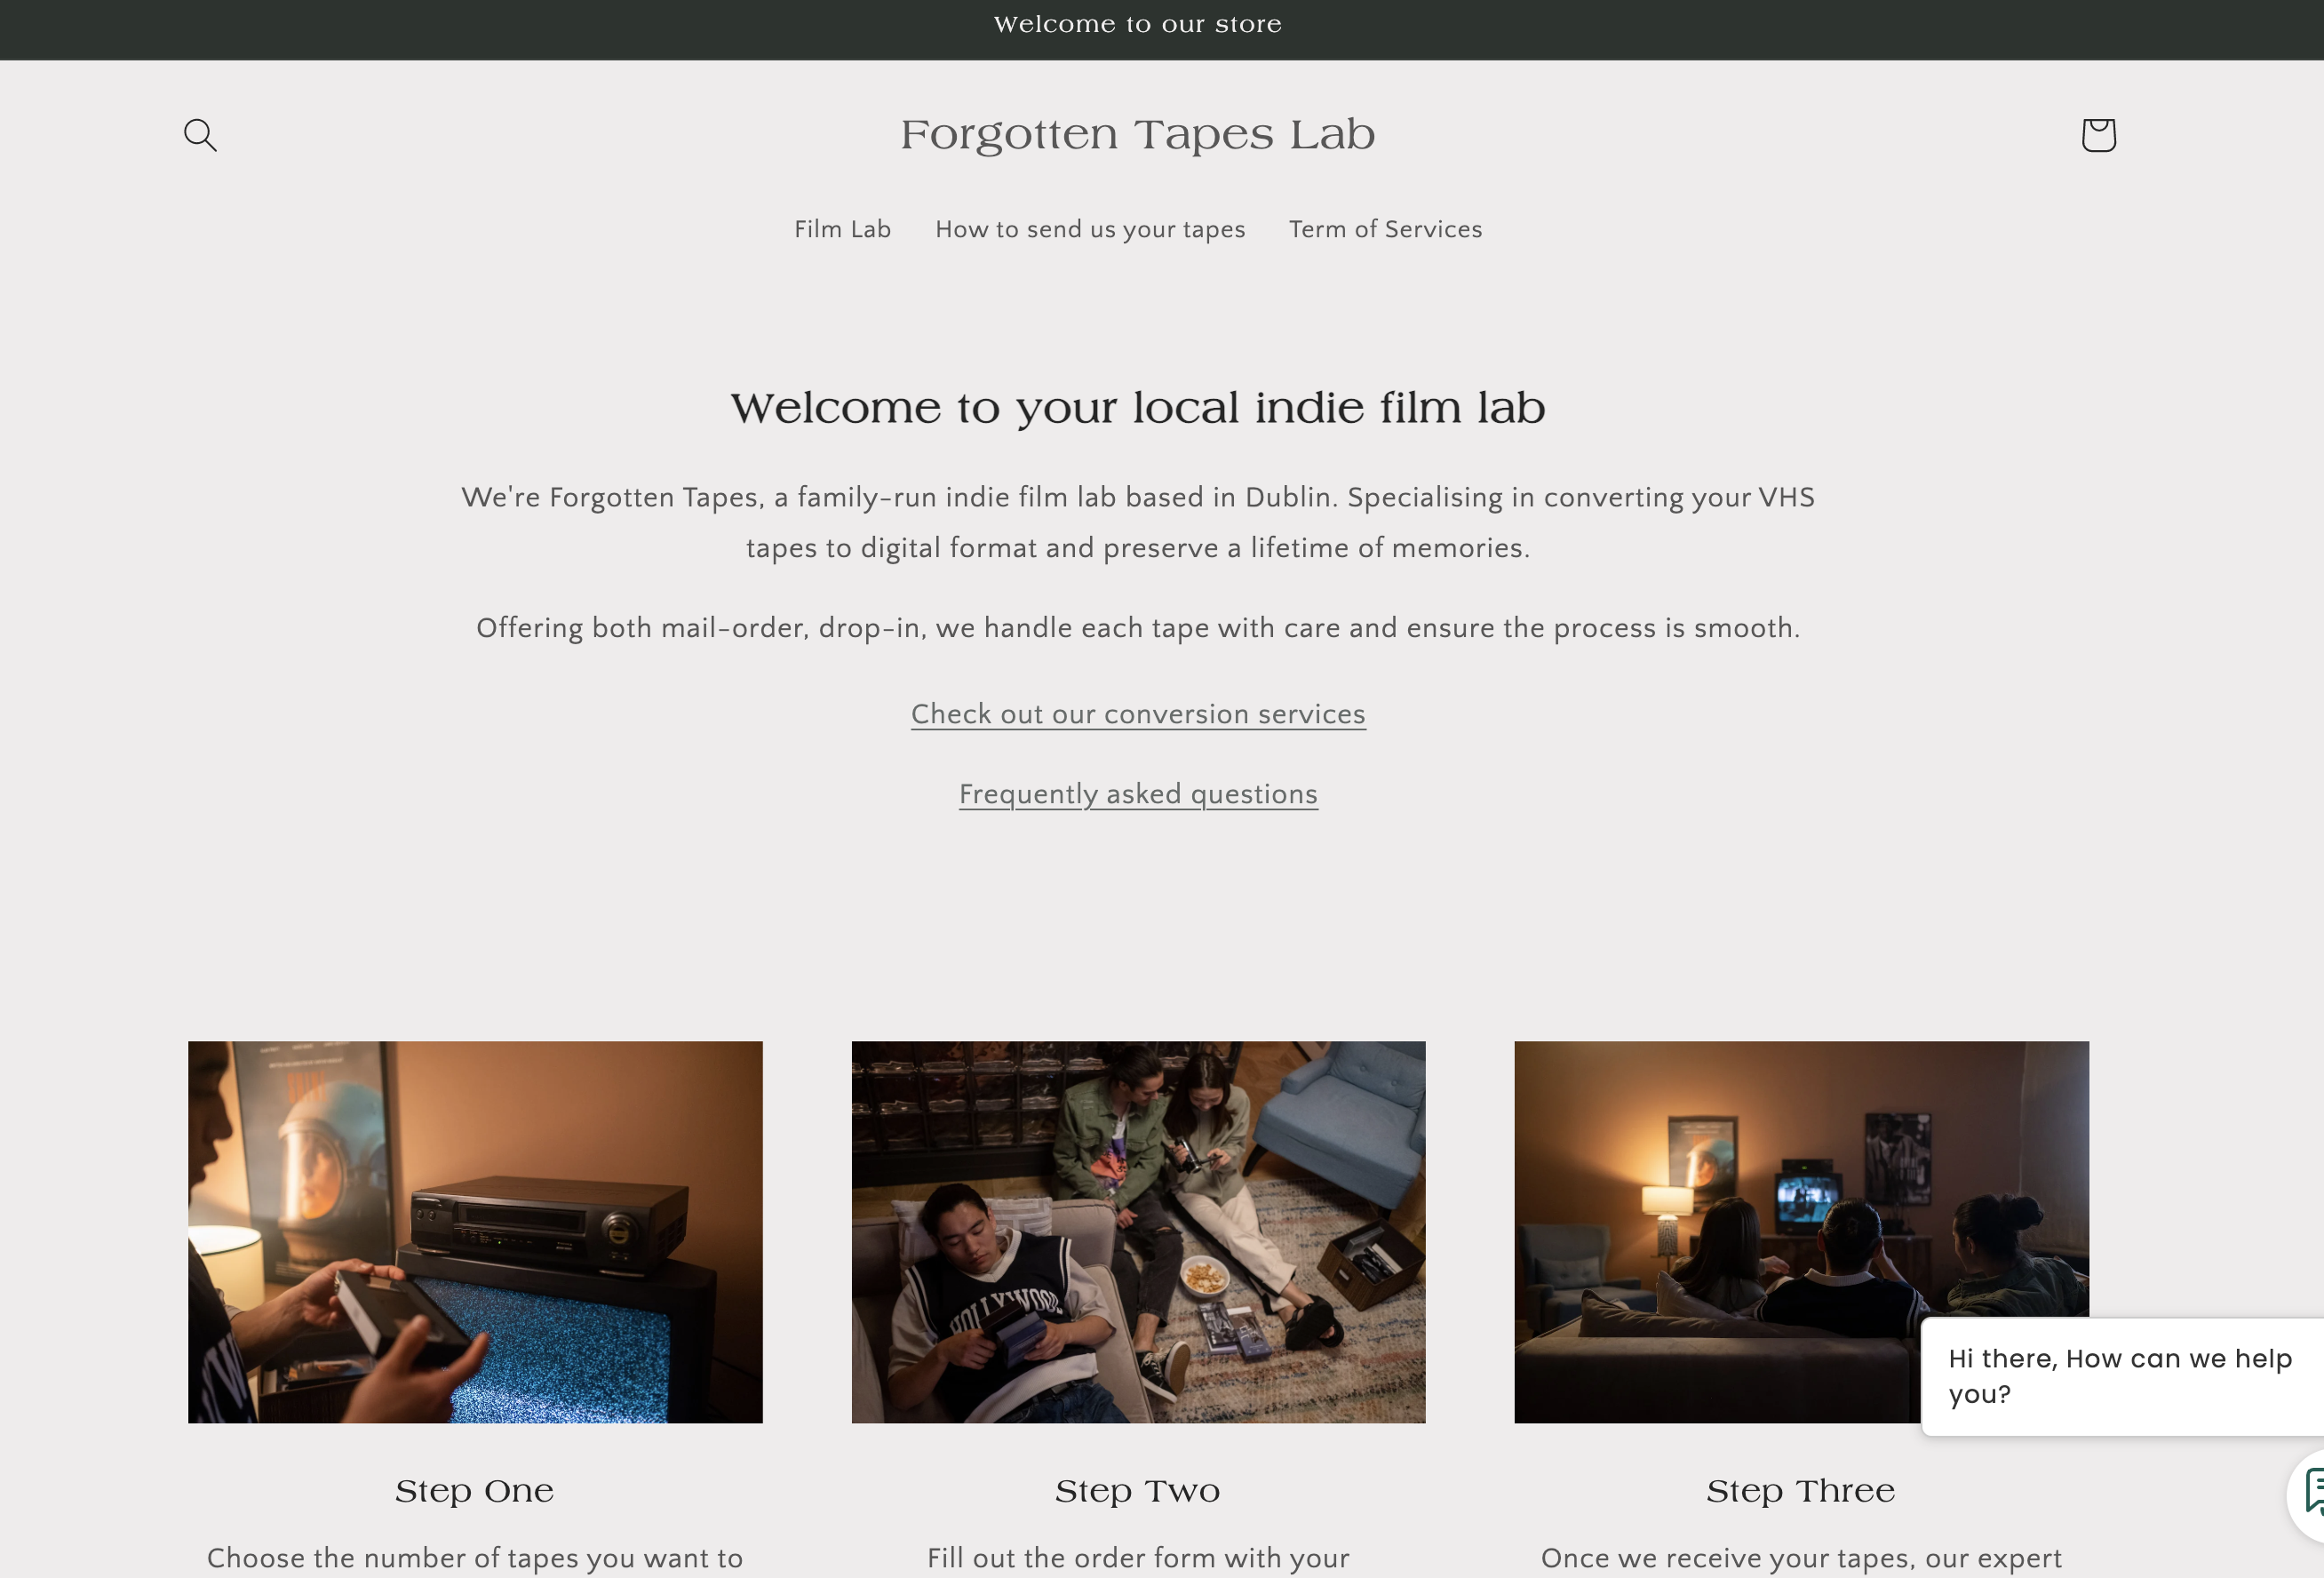 Welcome to our store
Forgotten Tapes Lab
Film Lab
How to send us your tapes
Term of Services
Welcome to your local indie film lab
We're Forgotten Tapes, a family-run indie film lab based in Dublin. Specialising in converting your VHS
tapes to digital format and preserve a lifetime of memories.
Offering both mail-order, drop-in, we handle each tape with care and ensure the process is smooth.
Check out our conversion services
Frequently asked questions
HOLLYWOOD
Hi there, How can we help
you?
Step One
Step Two
Step Three
Choose the number of tapes you want to
Fill out the order form with your
Once we receive your tapes, our expert